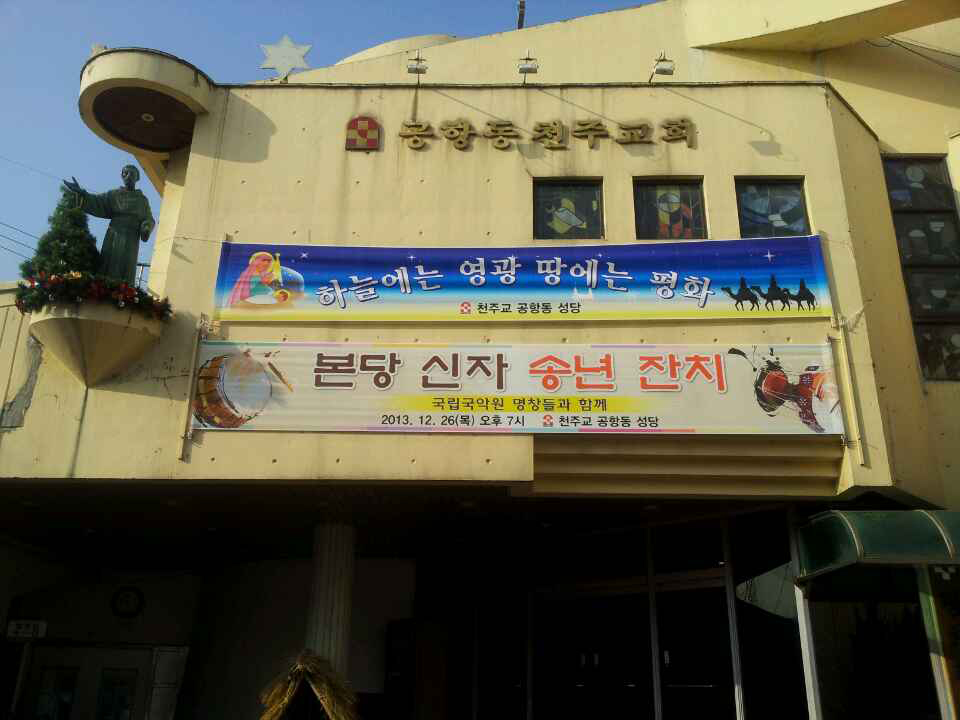 공항동천주교회
하늘에는 영광 땅에는 평화
천주교 공항동 성당
본당 신자 송년 잔치
국립국악원 명창들과 함께
2013. 12. 26(목) 오후 7시 천주교 공항동 성당